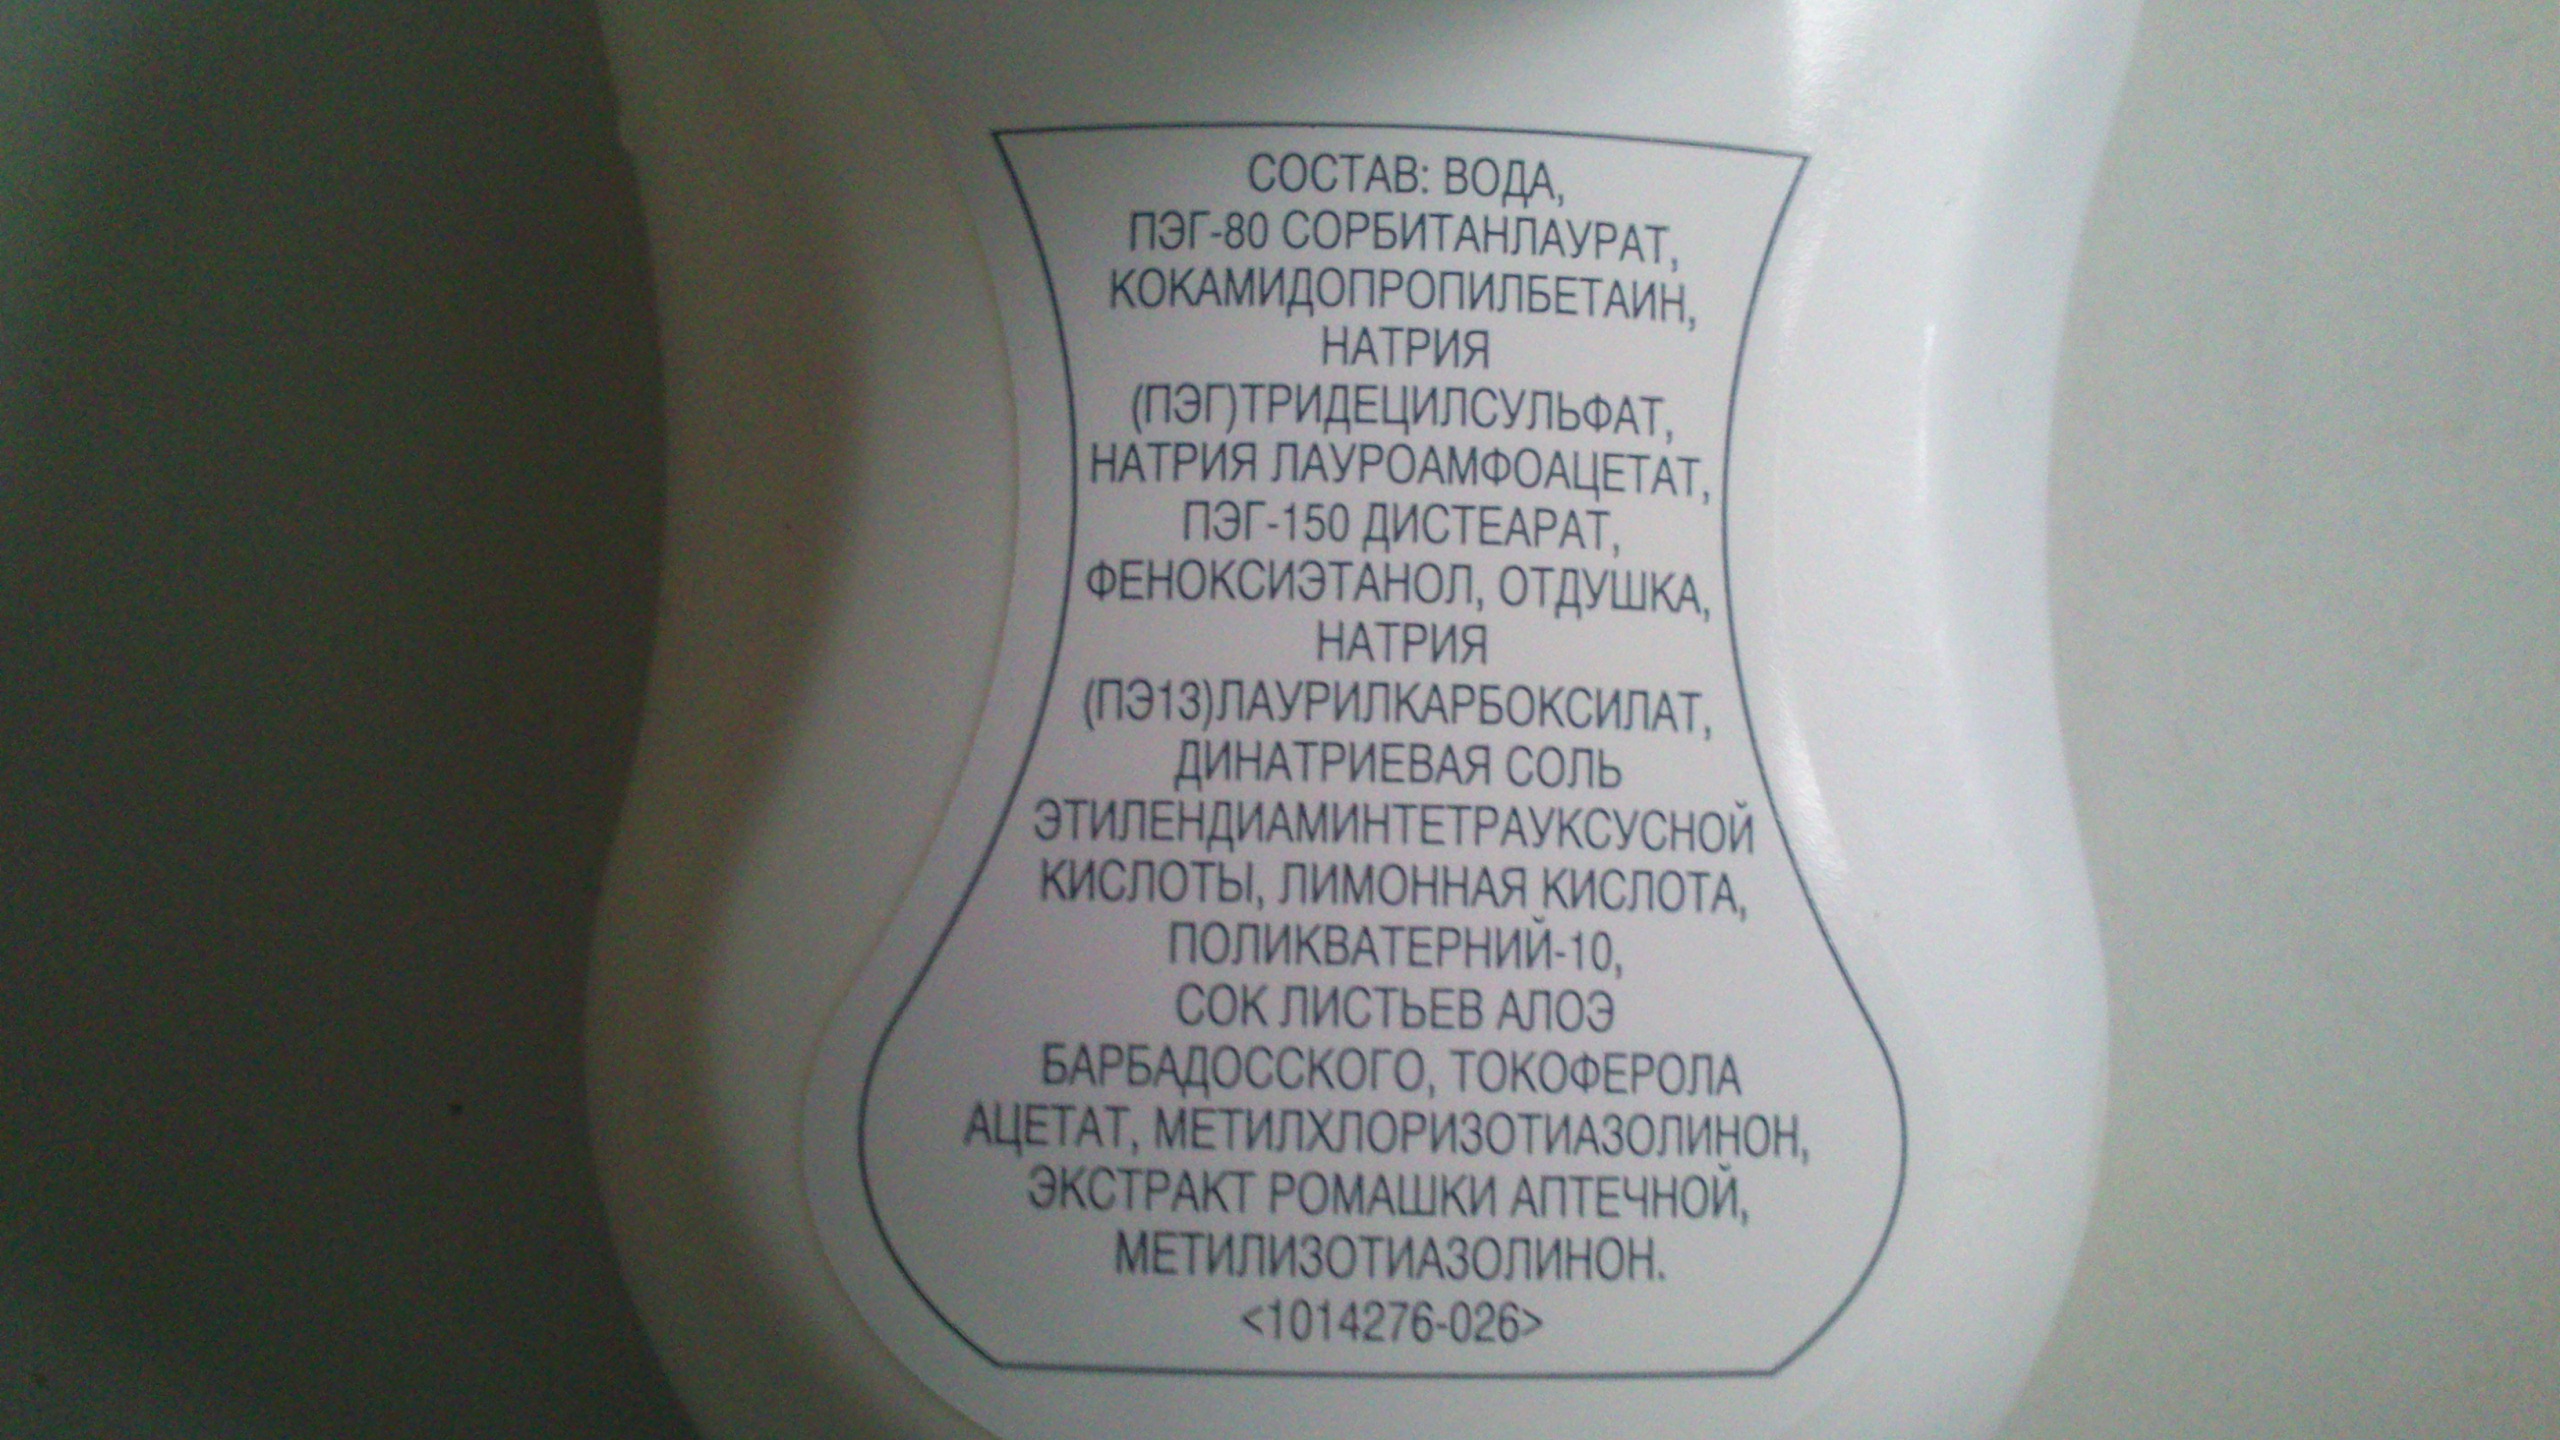 СОСТАВ: ВОДА,
ПЭГ-80 СОРБИТАНЛАУРАТ,
КОКАМИДОПРОПИЛБЕТАИН,
НАТРИЯ
(ПЭГ)ТРИДЕЦИЛСУЛЬФАТ,
НАТРИЯ ЛАУРОАМФОАЦЕТАТ,
ПЭГ-150 ДИСТЕАРАТ,
ФЕНОКСИЭТАНОЛ, ОТДУШКА,
НАТРИЯ
(ПЭ13)ЛАУРИЛКАРБОКСИЛАТ,
ДИНАТРИЕВАЯ СОЛЬ
ЭТИЛЕНДИАМИНТЕТРАУКСУСНОЙ
КИСЛОТЫ, ЛИМОННАЯ КИСЛОТА,
ПОЛИКВАТЕРНИЙ-10,
СОК ЛИСТЬЕВ АЛОЭ
БАРБАДОССКОГО, ТОКОФЕРОЛА
АЦЕТАТ, МЕТИЛХЛОРИЗОТИАЗОЛИНОН,
ЭКСТРАКТ РОМАШКИ АПТЕЧНОЙ,
МЕТИЛИЗОТИАЗОЛИНОН.
<1014276-026>